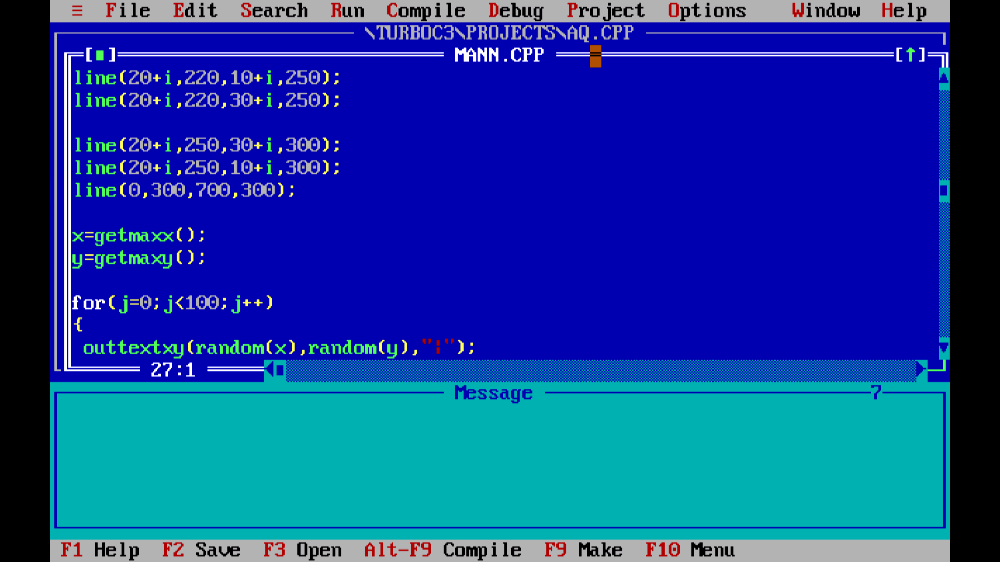 ≡ File Edit Search Run Compile Debug Project Options Window Help
\TURBOC3\PROJECTS\AQ.CPP
[■] MANN.CPP [↑]
line(20+i,220,10+i,250);
line(20+i,220,30+i,250);
line(20+i,250,30+i,300);
line(20+i,250,10+i,300);
line(0,300,700,300);
x=getmaxx();
y=getmaxy();
for(j=0;j<100;j++)
{
outtextxy(random(x),random(y),"¦");
27:1
Message 7
F1 Help F2 Save F3 Open Alt-F9 Compile F9 Make F10 Menu